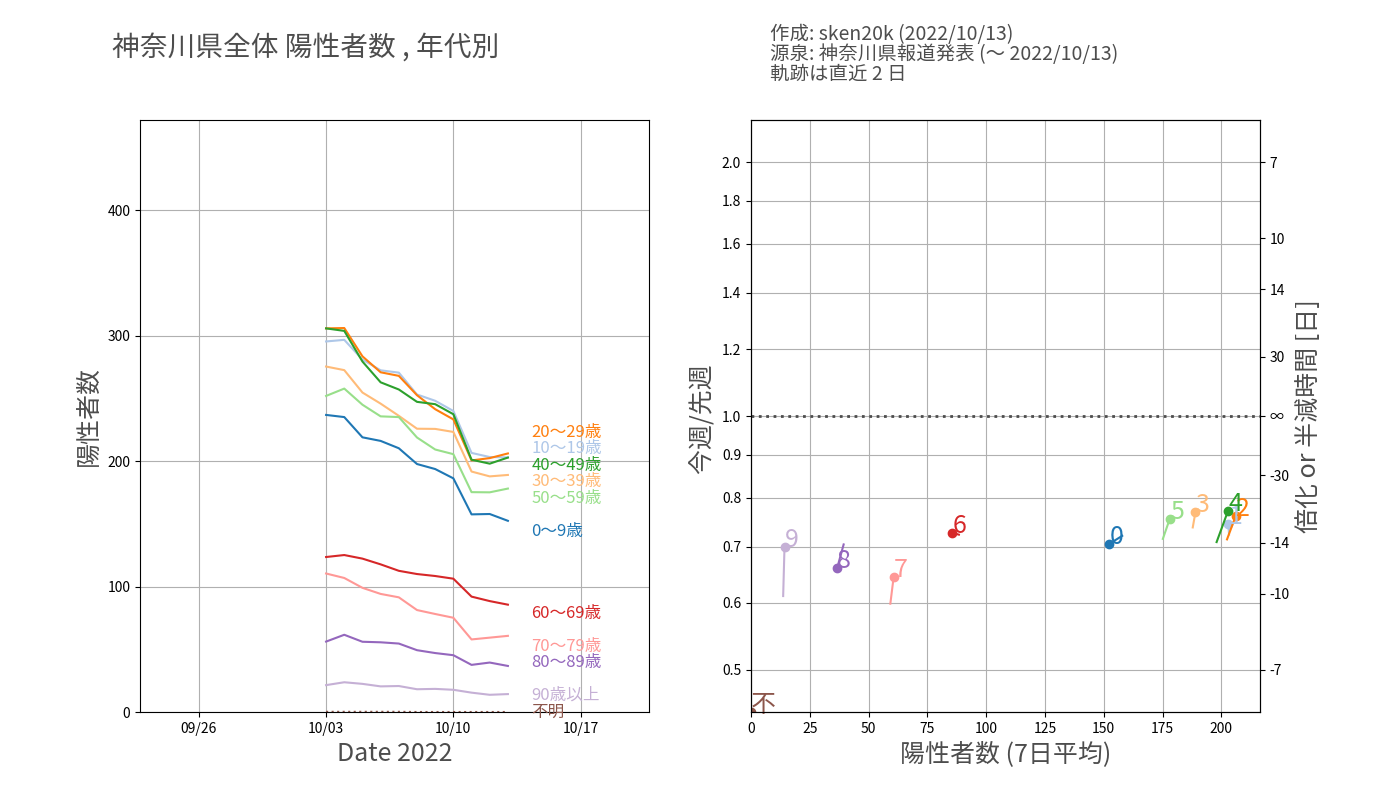 神奈川県全体 陽性者数 , 年代別
作成: sken20k (2022/10/13)
源泉: 神奈川県報道発表 (〜 2022/10/13)
軌跡は直近 2 日
陽性者数
400
300
200
100
0
09/26
10/03
10/10
10/17
Date 2022
20〜29歳
10〜19歳
40〜49歳
30〜39歳
50〜59歳
0〜9歳
60〜69歳
70〜79歳
80〜89歳
90歳以上
不明
今週/先週
2.0
1.8
1.6
1.4
1.2
1.0
0.9
0.8
0.7
0.6
0.5
9
8
7
6
0
5
3
4
1
2
不
0
25
50
75
100
125
150
175
200
陽性者数 (7日平均)
7
10
14
30
∞
-30
-14
-10
-7
倍化 or 半減時間 [日]